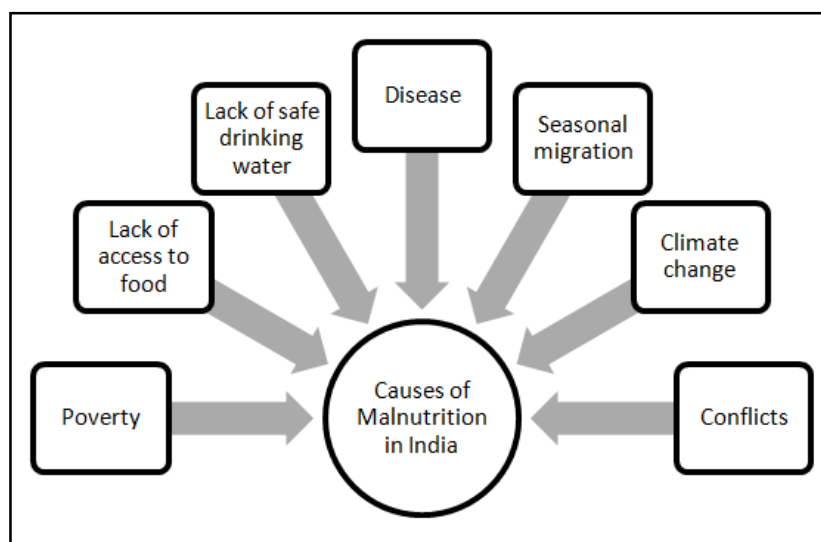 Poverty
Lack of
access to
food
Lack of safe
drinking
water
Disease
Seasonal
migration
Climate
change
Conflicts
Causes of
Malnutrition
in India